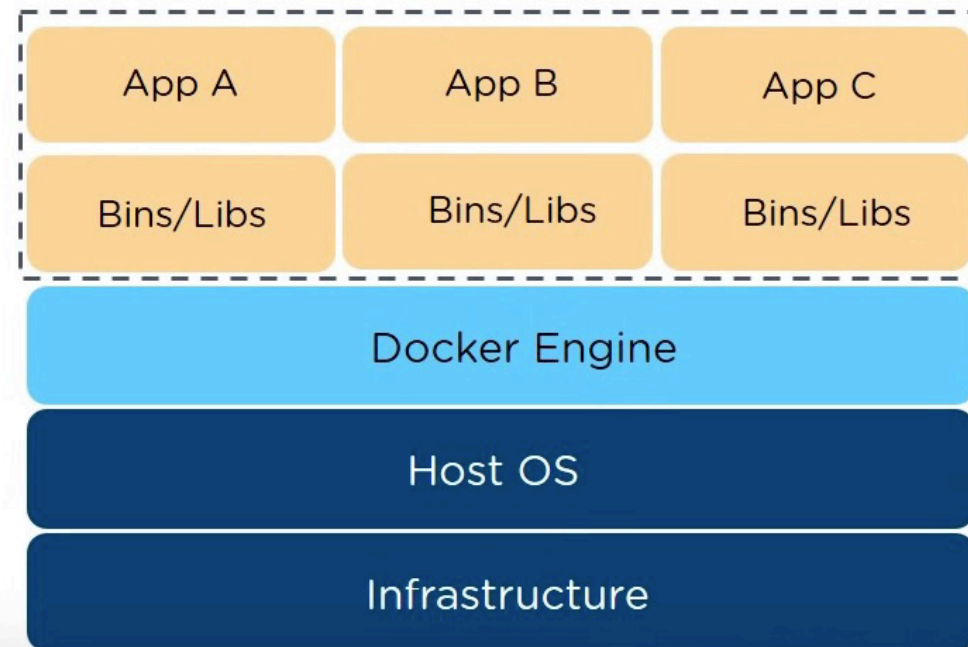 App A
App B
App C
Bins/Libs
Bins/Libs
Bins/Libs
Docker Engine
Host OS
Infrastructure